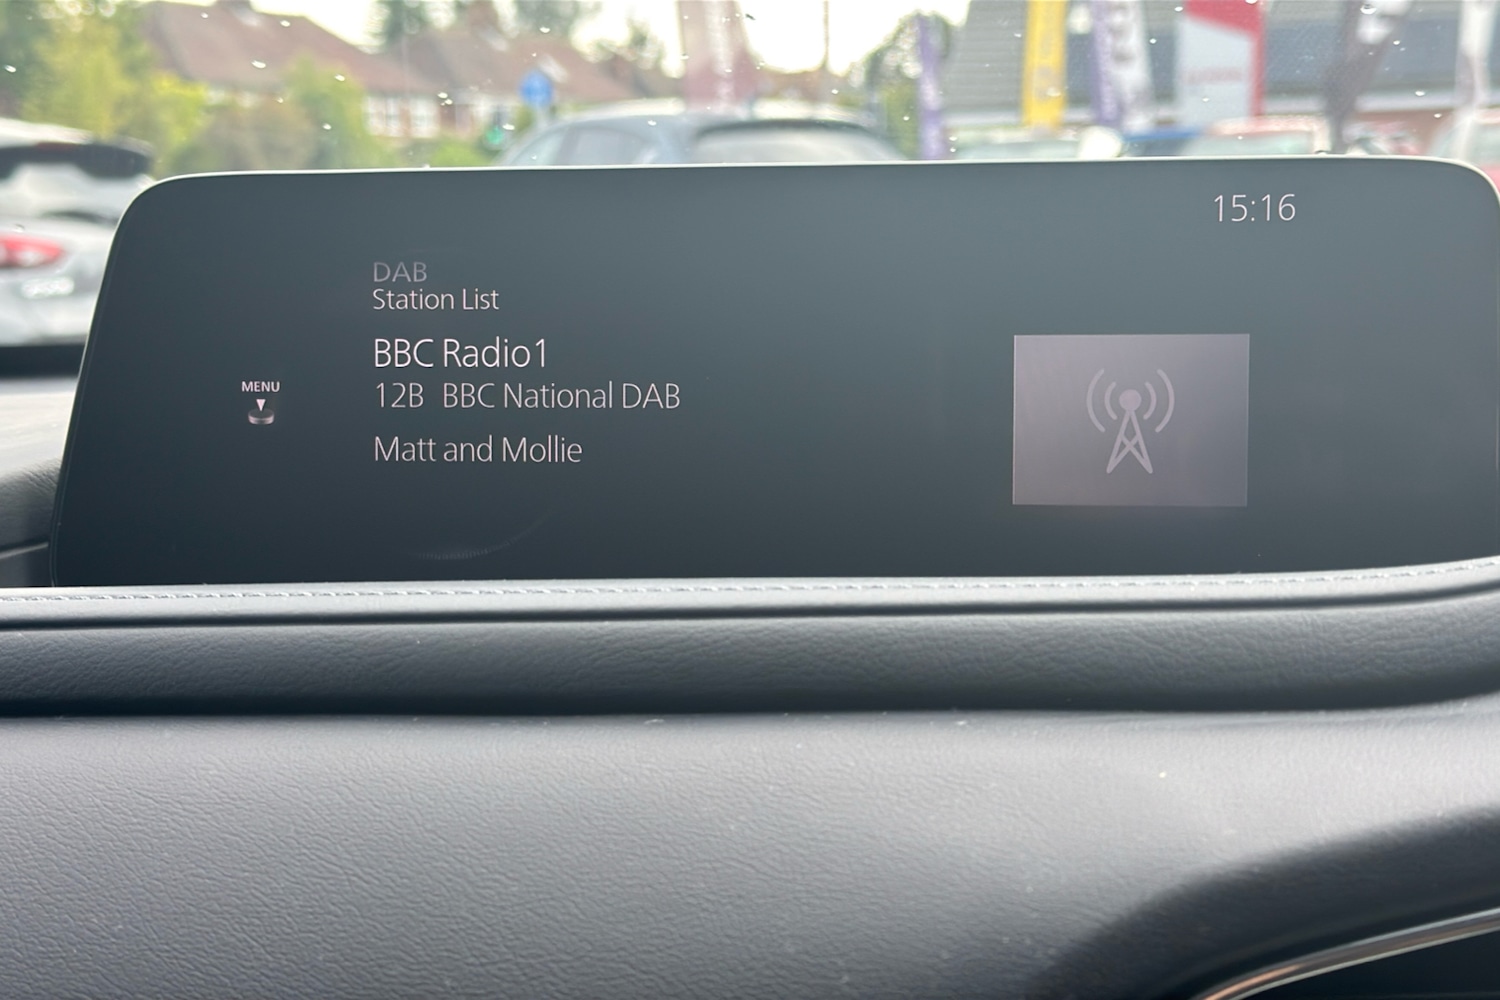 15:16
DAB
Station List
BBC Radio1
12B BBC National DAB
Matt and Mollie
MENU